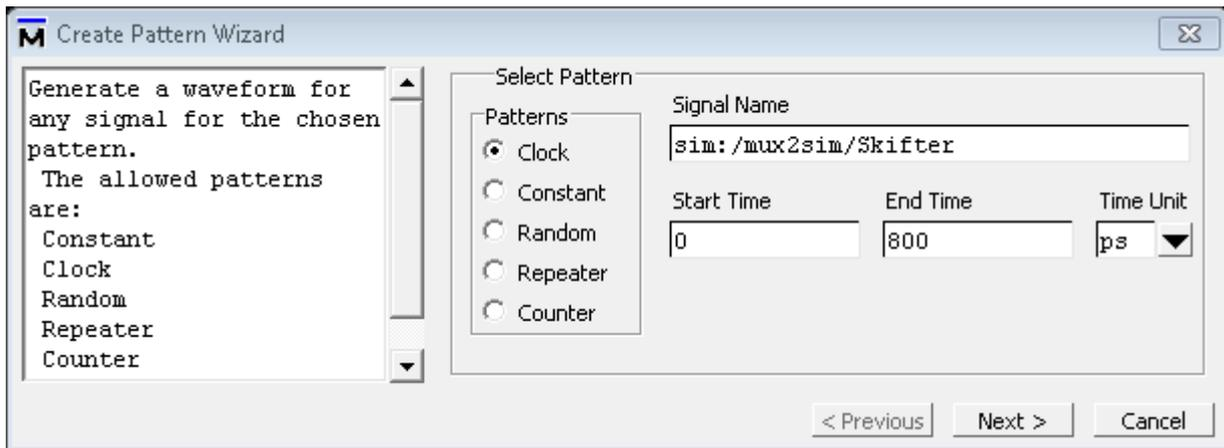 M Create Pattern Wizard
Generate a waveform for
any signal for the chosen
pattern.
The allowed patterns
are:
Constant
Clock
Random
Repeater
Counter
Select Pattern
Patterns
Clock
Constant
Random
Repeater
Counter
Signal Name
sim:/mux2sim/Skifter
Start Time End Time Time Unit
0 800 ps
< Previous Next > Cancel